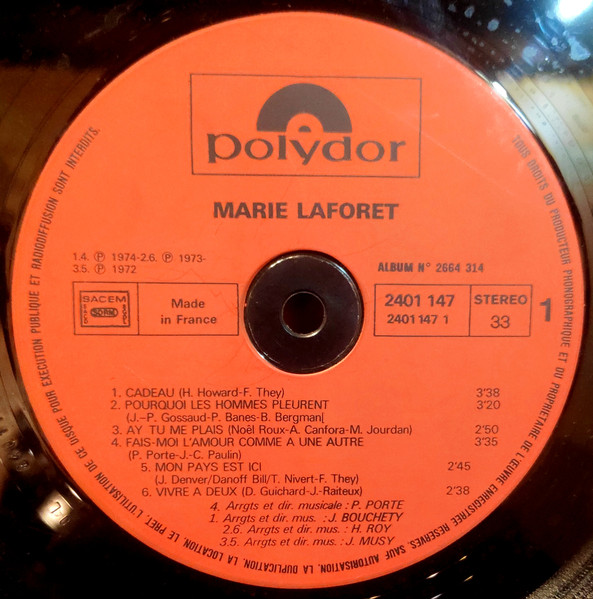 polydor
MARIE LAFORET
1.4. Ⓟ 1974-2.6. Ⓟ 1973-
3.5. Ⓟ 1972
ALBUM N° 2664 314
SACEM
Made
in France
2401 147
2401 147 1
STEREO
33
1
1. CADEAU (H. Howard-F. They) 3'38
2. POURQUOI LES HOMMES PLEURENT 3'20
(J.-P. Gossaud-P. Banes-B. Bergman[
3. AY TU ME PLAIS (Noël Roux-A. Canfora-M. Jourdan) 2'50
4. FAIS-MOI L'AMOUR COMME A UNE AUTRE 3'35
(P. Porte-J.-C. Paulin)
5. MON PAYS EST ICI 2'45
(J. Denver/Danoff Bill/T. Nivert-F. They)
6. VIVRE A DEUX (D. Guichard-J.-Raiteux) 2'38
4. Arrgts et dir. musicale : P. PORTE
1. Arrgts et dir. mus. : J. BOUCHETY
2.6. Arrgts et dir. mus. : H. ROY
3.5. Arrgts et dir. mus. : J. MUSY
TOUS DROITS DU PRODUCTEUR PHONOGRAPHIQUE ET DU PROPRIETAIRE DE L'ŒUVRE ENREGISTREE RESERVES. SAUF AUTORISATION, LA DUPLICATION, LA LOCATION, LE PRET, L'UTILISATION DE CE DISQUE POUR EXECUTION PUBLIQUE ET RADIODIFFUSION SONT INTERDITS.